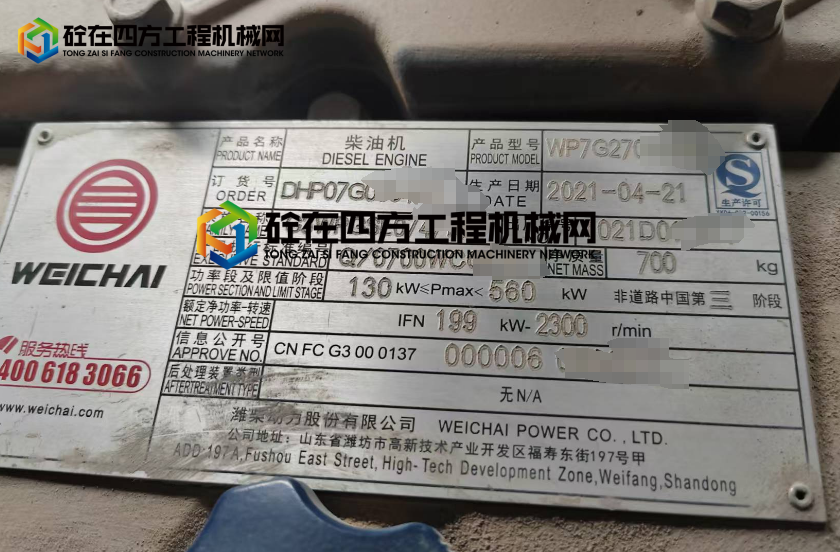 砼在四方工程机械网
TONG ZAI SI FANG CONSTRUCTION MACHINERY NETWORK
WEICHAI
服务热线
400 618 3066
www.weichai.com
产品名称 柴油机 产品型号 WP7G270
PRODUCT NAME DIESEL ENGINE PRODUCT MODEL
订货号 DHP07G0 生产日期 2021-04-21
ORDER DATE
生产许可
砼在四方工程机械网
TONG ZAI SI FANG CONSTRUCTION MACHINERY NETWORK
021D0
STANDARD NET MASS 700 kg
功率段及限值阶段 130 kW≤Pmax<560 kW 非道路中国第三阶段
POWER SECTION AND LIMIT STAGE
额定净功率-转速 IFN 199 kW-2300 r/min
NET POWER-SPEED
信息公开号 CN FC G3 00 0137 000006
APPROVE NO.
后处理装置类型 无N/A
AFTERTREATMENT TYPE
潍柴动力股份有限公司 WEICHAI POWER CO., LTD.
公司地址: 山东省潍坊市高新技术产业开发区福寿东街197号甲
ADD:197A,Fushou East Street, High-Tech Development Zone,Weifang,Shandong